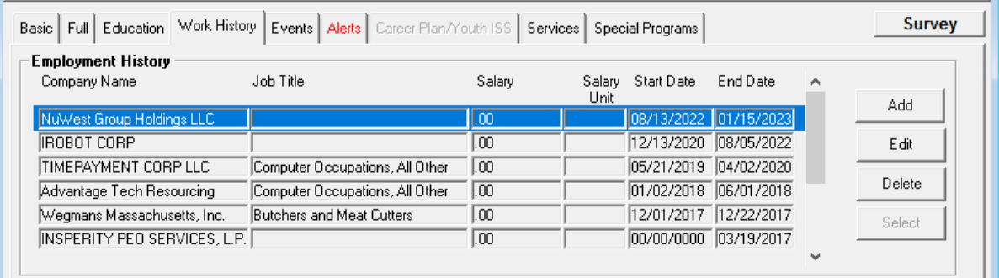 Basic Full Education Work History Events Alerts Career Plan/Youth ISS Services Special Programs Survey
Employment History
Company Name Job Title Salary Salary Unit Start Date End Date
NuWest Group Holdings LLC .00 08/13/2022 01/15/2023
IROBOT CORP .00 12/13/2020 08/05/2022
TIMEPAYMENT CORP LLC Computer Occupations, All Other .00 05/21/2019 04/02/2020
Advantage Tech Resourcing Computer Occupations, All Other .00 01/02/2018 06/01/2018
Wegmans Massachusetts, Inc. Butchers and Meat Cutters .00 12/01/2017 12/22/2017
INSPERITY PEO SERVICES, L.P. .00 00/00/0000 03/19/2017
Add
Edit
Delete
Select